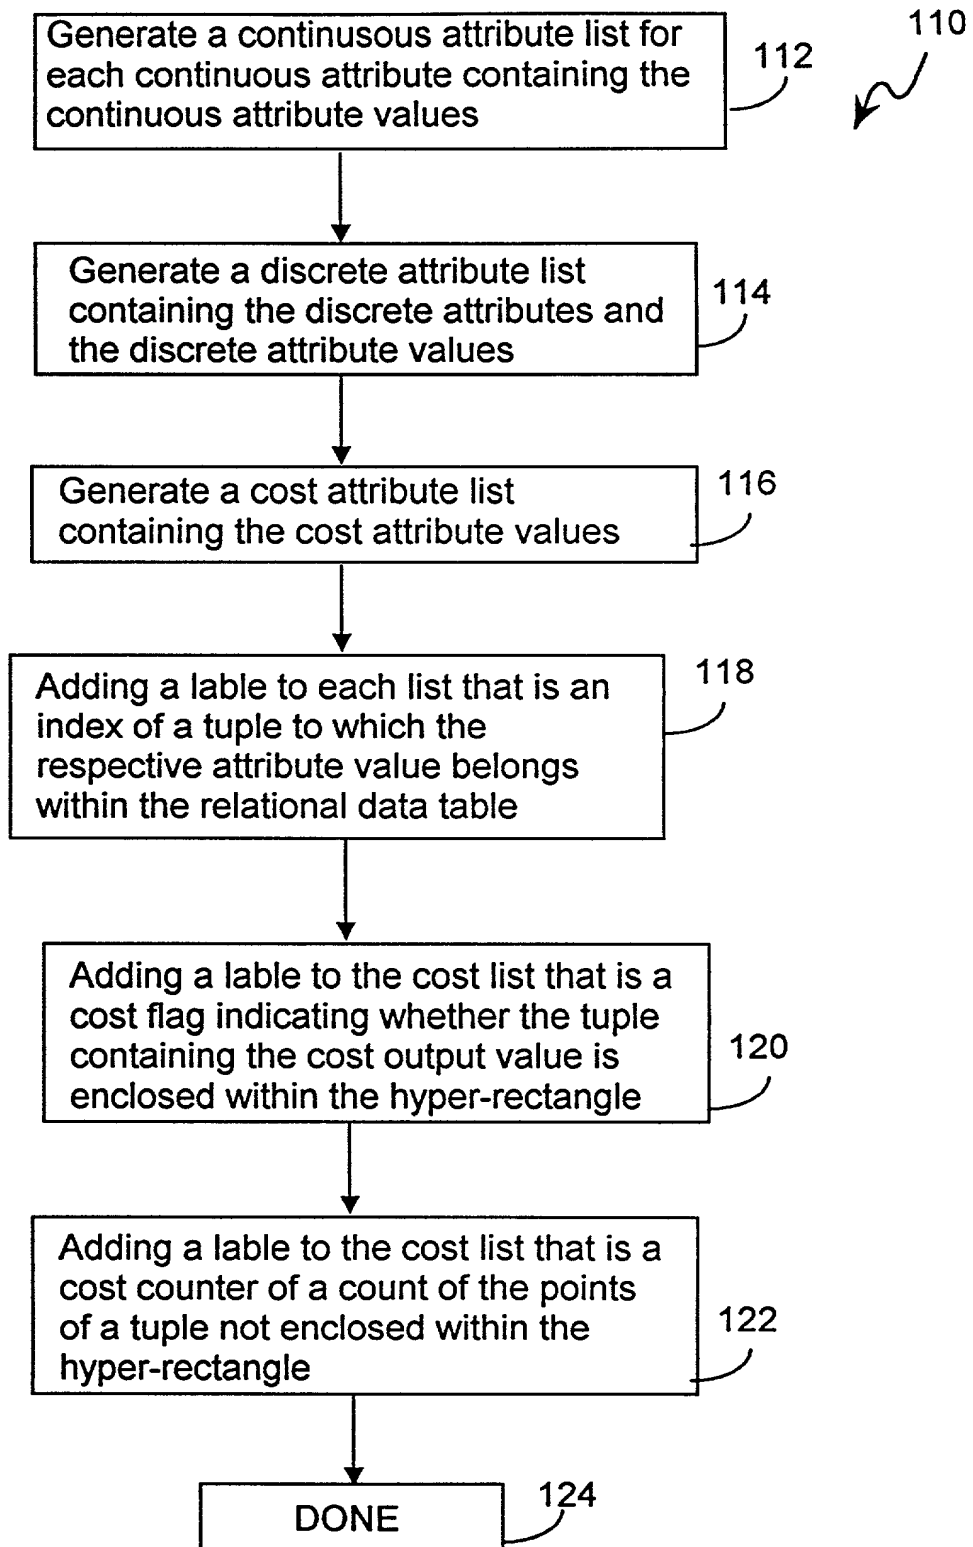 110
Generate a continusous attribute list for
each continuous attribute containing the
continuous attribute values
112
Generate a discrete attribute list
containing the discrete attributes and
the discrete attribute values
114
Generate a cost attribute list
containing the cost attribute values
116
Adding a lable to each list that is an
index of a tuple to which the
respective attribute value belongs
within the relational data table
118
Adding a lable to the cost list that is a
cost flag indicating whether the tuple
containing the cost output value is
enclosed within the hyper-rectangle
120
Adding a lable to the cost list that is a
cost counter of a count of the points
of a tuple not enclosed within the
hyper-rectangle
122
DONE
124